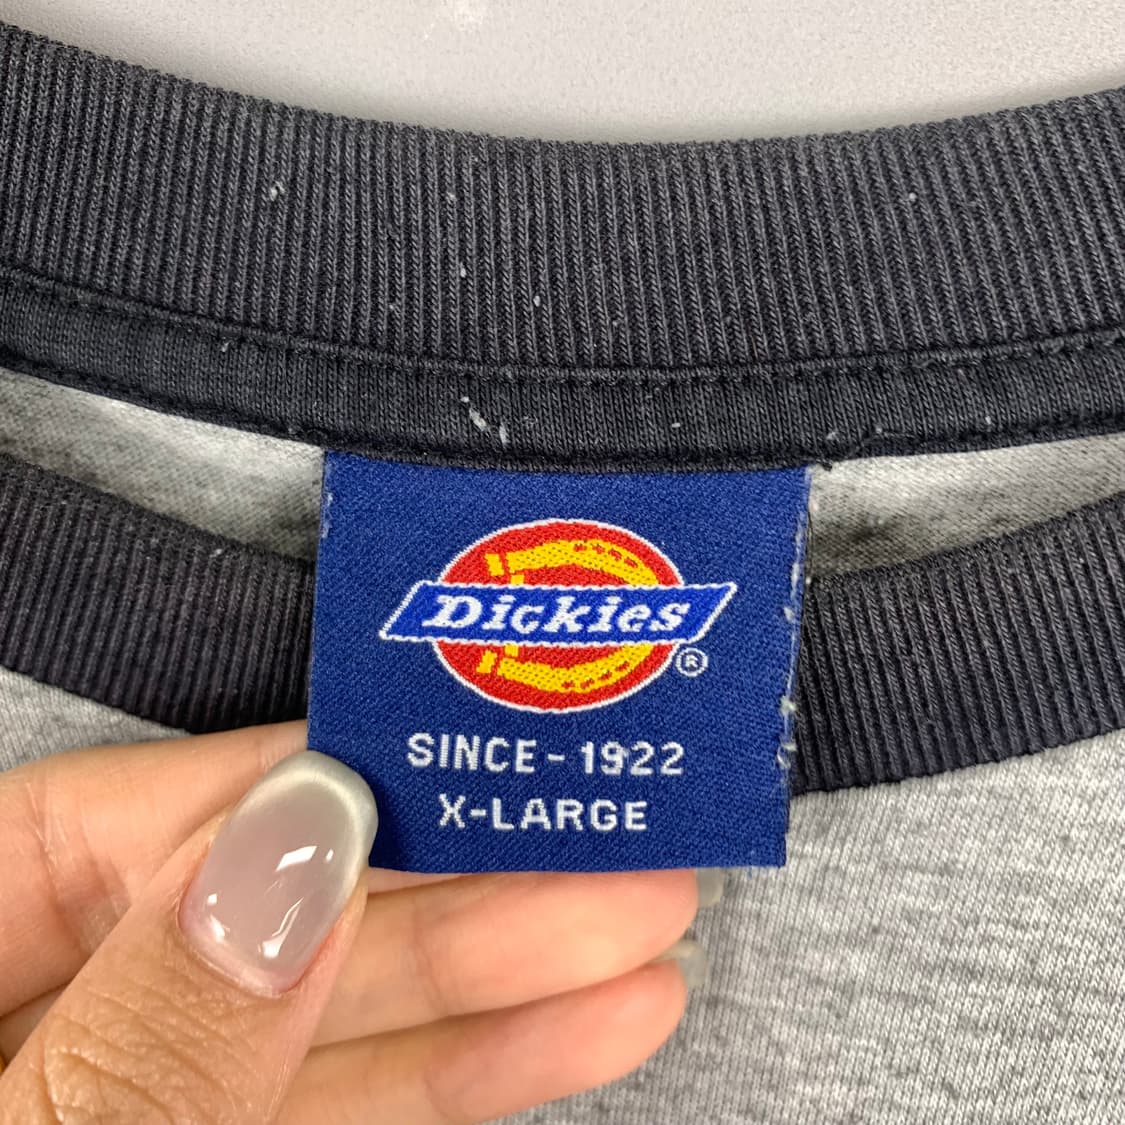 Dickies
®
SINCE - 1922
X-LARGE